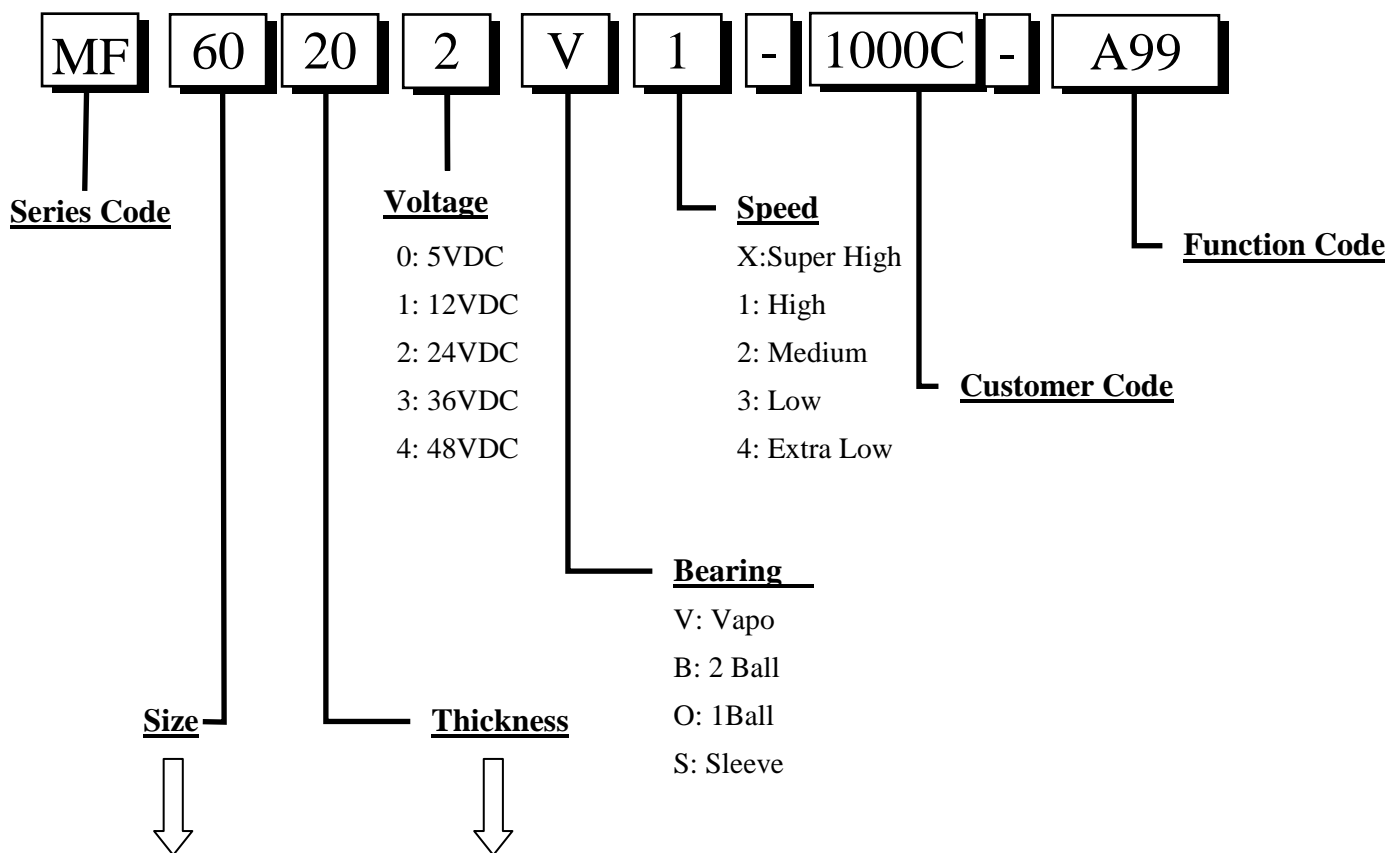 MF 60 20 2 V 1 - 1000C - A99
Series Code
Voltage
0: 5VDC
1: 12VDC
2: 24VDC
3: 36VDC
4: 48VDC
Speed
X:Super High
1: High
2: Medium
3: Low
4: Extra Low
Function Code
Customer Code
Bearing
V: Vapo
B: 2 Ball
O: 1Ball
S: Sleeve
Size
Thickness